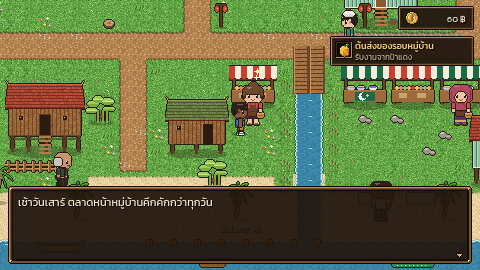 60 ฿
ต้นส่งของรอบหมู่บ้าน
รับงานจากป้าแดง
เช้าวันเสาร์ ตลาดหน้าหมู่บ้านคึกคักกว่าทุกวัน